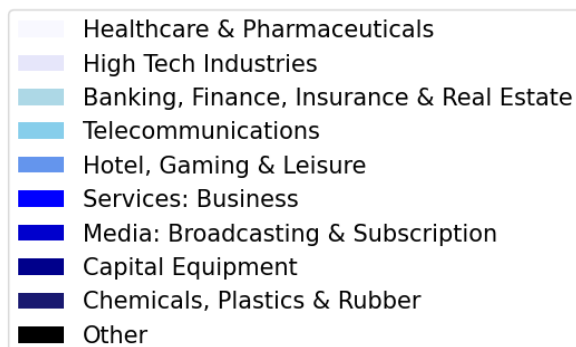 Healthcare & Pharmaceuticals
High Tech Industries
Banking, Finance, Insurance & Real Estate
Telecommunications
Hotel, Gaming & Leisure
Services: Business
Media: Broadcasting & Subscription
Capital Equipment
Chemicals, Plastics & Rubber
Other